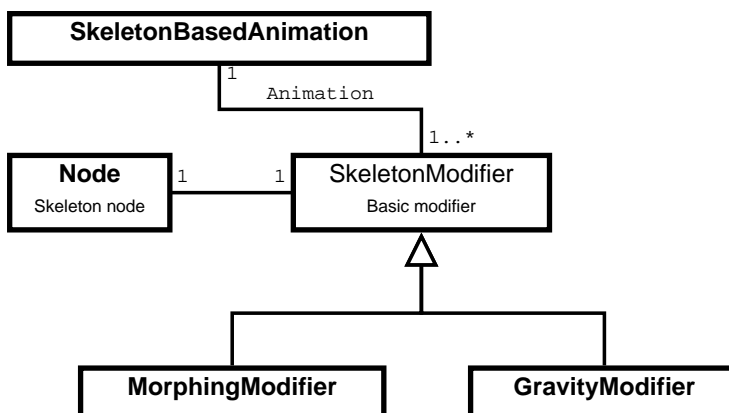 SkeletonBasedAnimation
1
Animation
1..*
Node
Skeleton node
1
1
SkeletonModifier
Basic modifier
MorphingModifier
GravityModifier